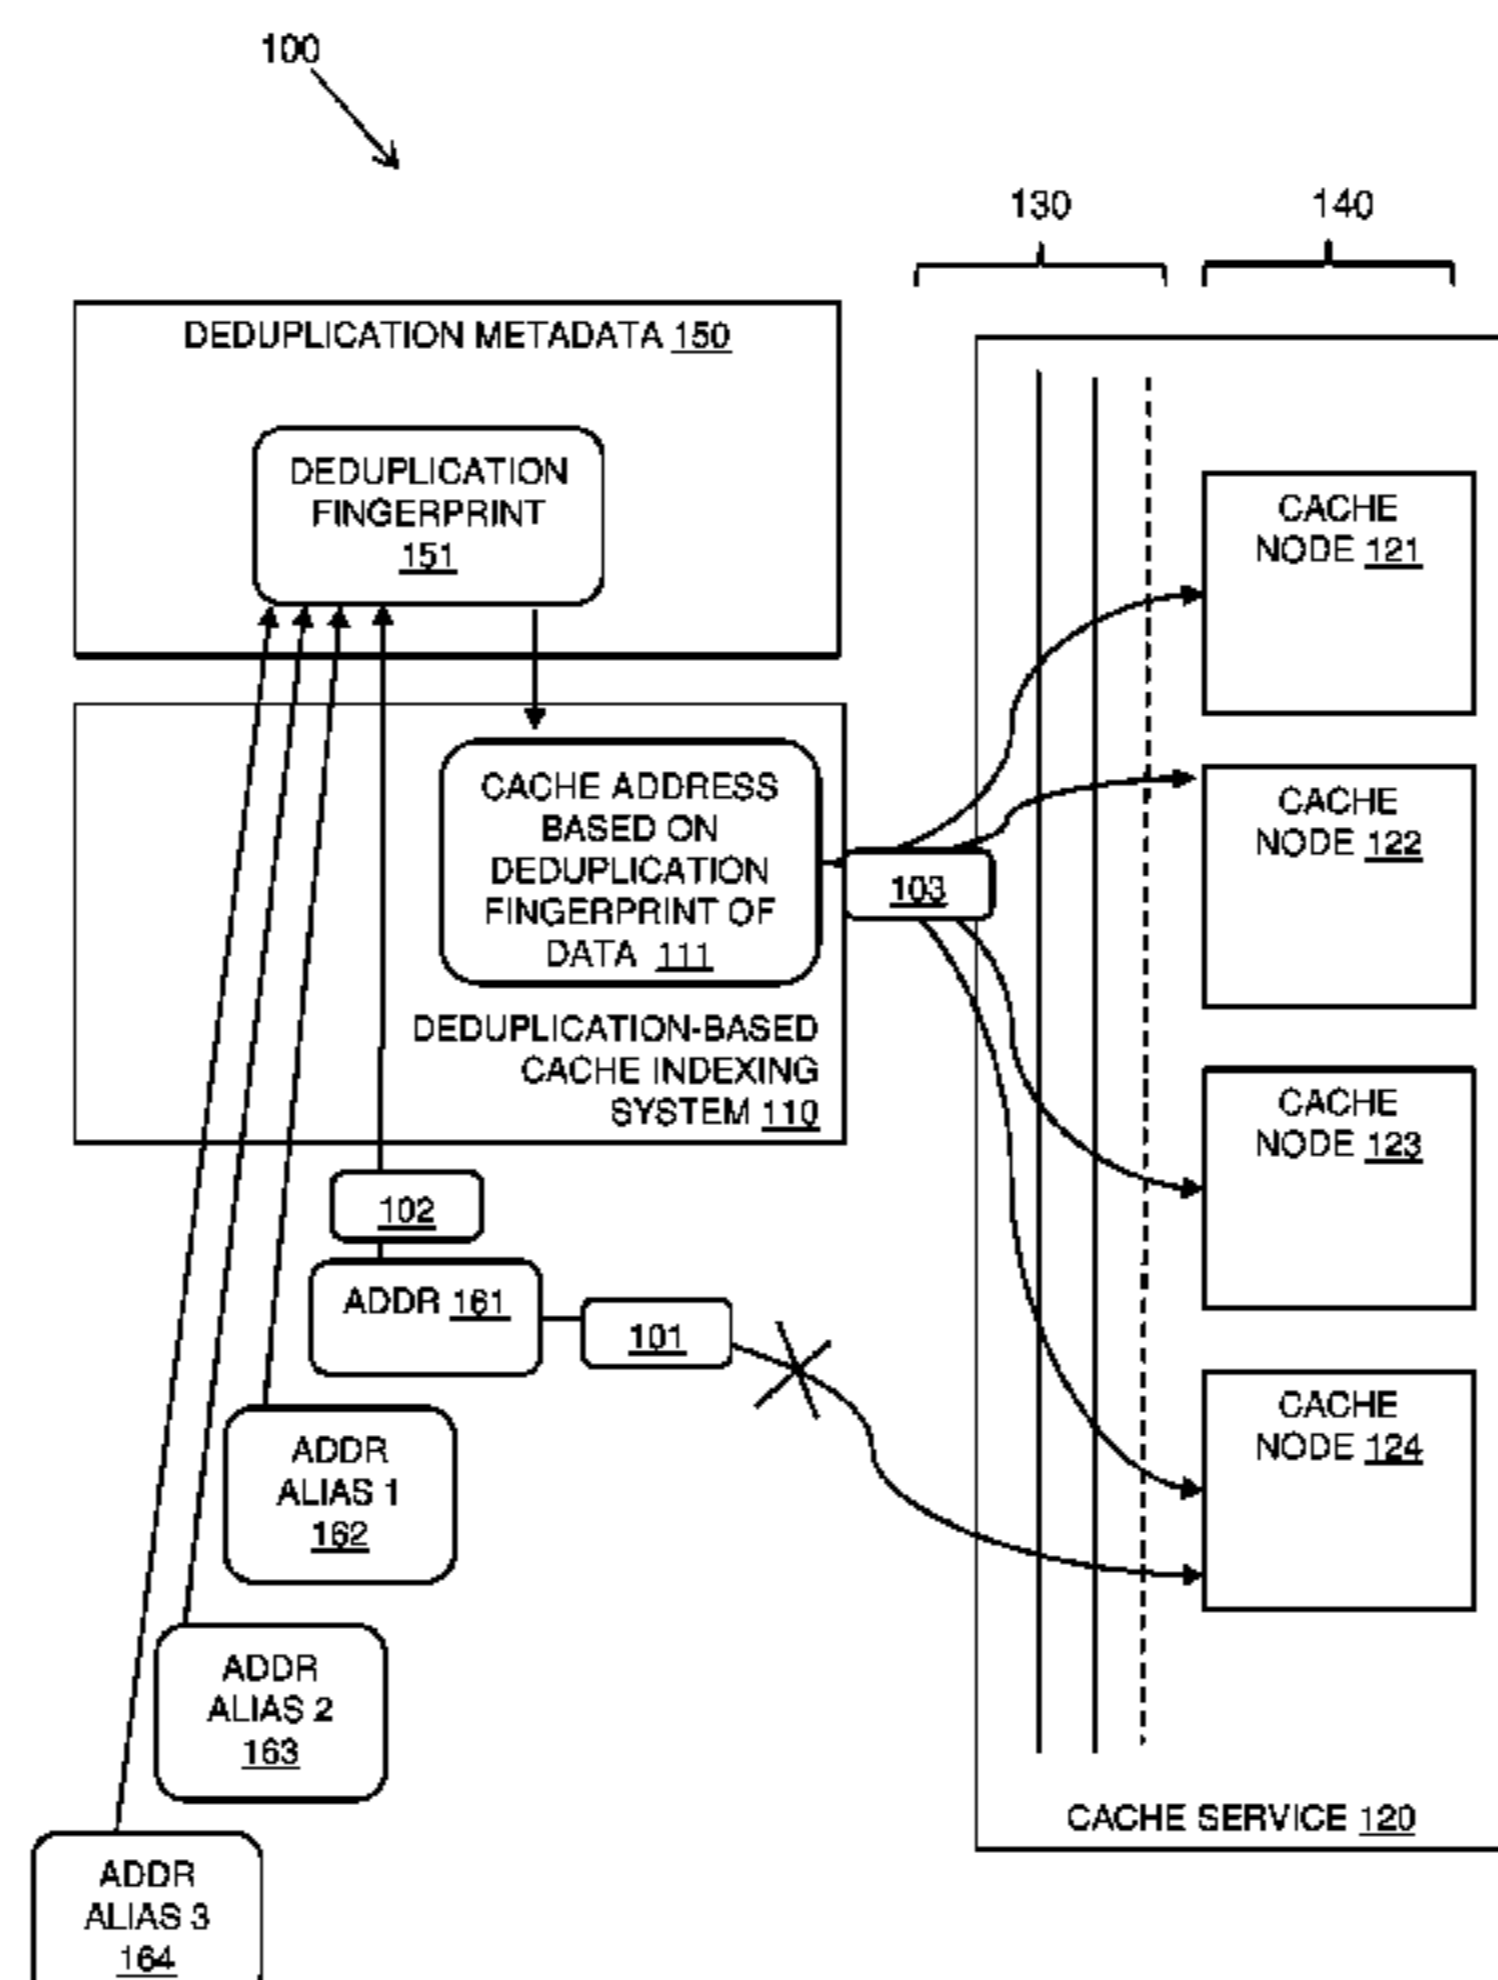 100
130
140
DEDUPLICATION METADATA 150
DEDUPLICATION
FINGERPRINT
151
CACHE
NODE 121
CACHE ADDRESS
BASED ON
DEDUPLICATION
FINGERPRINT OF
DATA 111
103
CACHE
NODE 122
DEDUPLICATION-BASED
CACHE INDEXING
SYSTEM 110
CACHE
NODE 123
102
ADDR 161
101
CACHE
NODE 124
ADDR
ALIAS 1
162
ADDR
ALIAS 2
163
CACHE SERVICE 120
ADDR
ALIAS 3
164